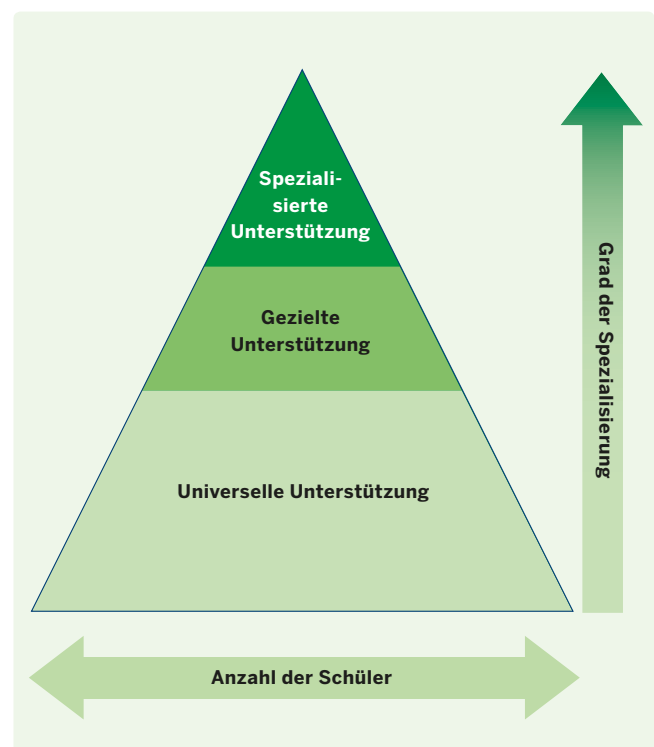 Speziali-
sierte
Unterstützung
Gezielte
Unterstützung
Universelle Unterstützung
Grad der Spezialisierung
Anzahl der Schüler